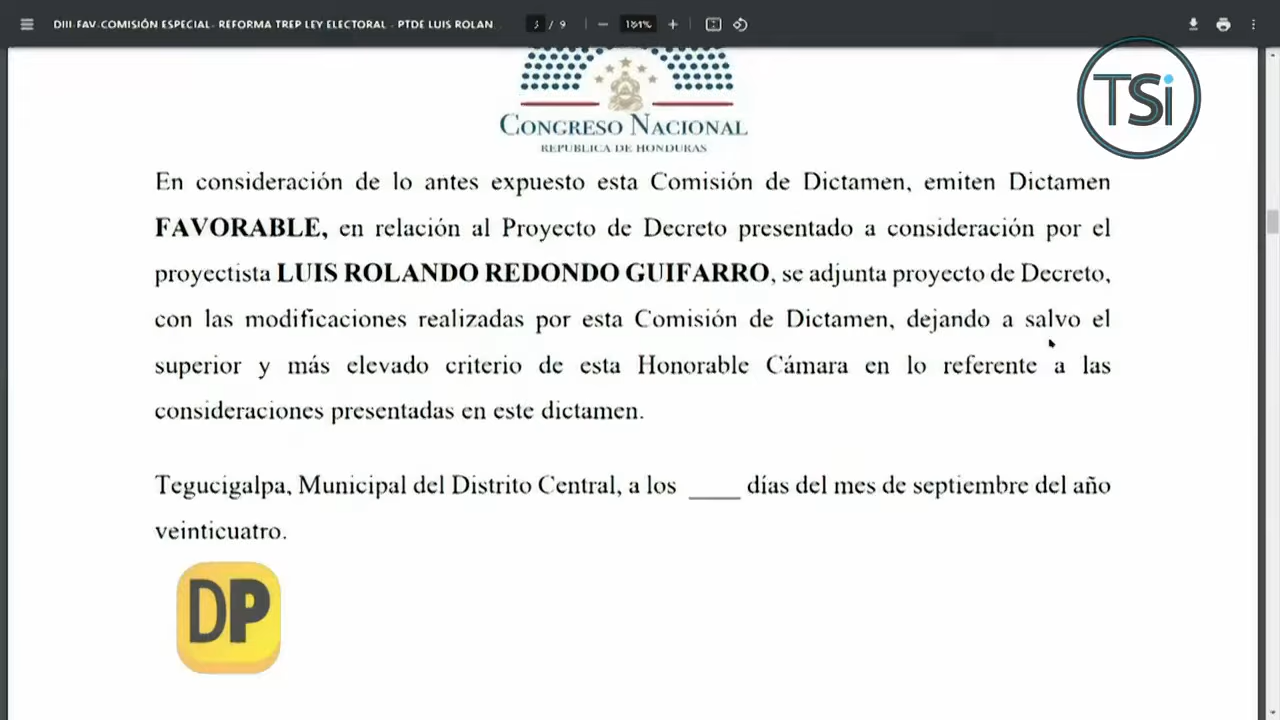 DIII-FAV-COMISIÓN ESPECIAL- REFORMA TREP LEY ELECTORAL - PTDE LUIS ROLAN
3 / 9
184%
TSi
CONGRESO NACIONAL
REPUBLICA DE HONDURAS
En consideración de lo antes expuesto esta Comisión de Dictamen, emiten Dictamen
FAVORABLE, en relación al Proyecto de Decreto presentado a consideración por el
proyectista LUIS ROLANDO REDONDO GUIFARRO, se adjunta proyecto de Decreto,
con las modificaciones realizadas por esta Comisión de Dictamen, dejando a salvo el
superior y más elevado criterio de esta Honorable Cámara en lo referente a las
consideraciones presentadas en este dictamen.
Tegucigalpa, Municipal del Distrito Central, a los ____ días del mes de septiembre del año
veinticuatro.
DP